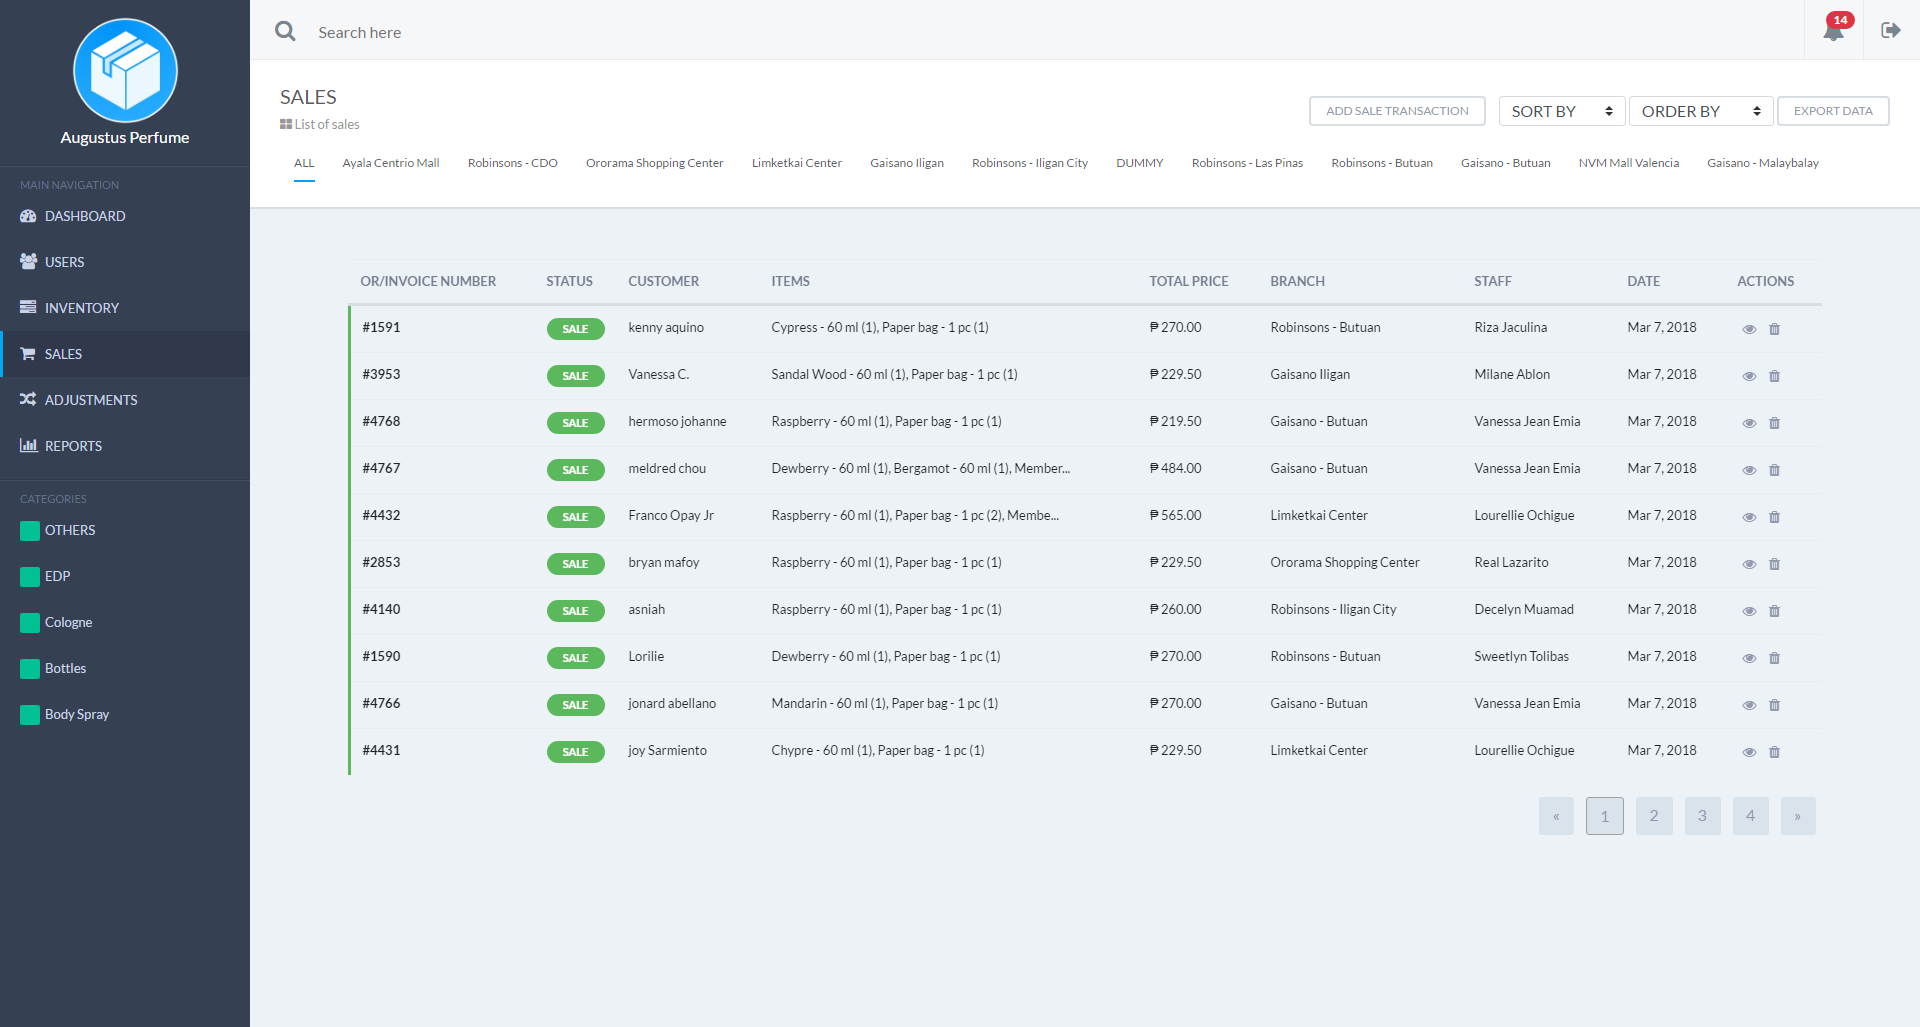 Augustus Perfume
MAIN NAVIGATION
DASHBOARD
USERS
INVENTORY
SALES
ADJUSTMENTS
REPORTS
CATEGORIES
OTHERS
EDP
Cologne
Bottles
Body Spray
Search here
14
SALES
List of sales
ADD SALE TRANSACTION SORT BY ORDER BY EXPORT DATA
ALL Ayala Centrio Mall Robinsons - CDO Ororama Shopping Center Limketkai Center Gaisano Iligan Robinsons - Iligan City DUMMY Robinsons - Las Pinas Robinsons - Butuan Gaisano - Butuan NVM Mall Valencia Gaisano - Malaybalay
OR/INVOICE NUMBER STATUS CUSTOMER ITEMS TOTAL PRICE BRANCH STAFF DATE ACTIONS
#1591 SALE kenny aquino Cypress - 60 ml (1), Paper bag - 1 pc (1) ₱ 270.00 Robinsons - Butuan Riza Jaculina Mar 7, 2018
#3953 SALE Vanessa C. Sandal Wood - 60 ml (1), Paper bag - 1 pc (1) ₱ 229.50 Gaisano Iligan Milane Ablon Mar 7, 2018
#4768 SALE hermoso johanne Raspberry - 60 ml (1), Paper bag - 1 pc (1) ₱ 219.50 Gaisano - Butuan Vanessa Jean Emia Mar 7, 2018
#4767 SALE meldred chou Dewberry - 60 ml (1), Bergamot - 60 ml (1), Member... ₱ 484.00 Gaisano - Butuan Vanessa Jean Emia Mar 7, 2018
#4432 SALE Franco Opay Jr Raspberry - 60 ml (1), Paper bag - 1 pc (2), Membe... ₱ 565.00 Limketkai Center Lourellie Ochigue Mar 7, 2018
#2853 SALE bryan mafoy Raspberry - 60 ml (1), Paper bag - 1 pc (1) ₱ 229.50 Ororama Shopping Center Real Lazarito Mar 7, 2018
#4140 SALE asniah Raspberry - 60 ml (1), Paper bag - 1 pc (1) ₱ 260.00 Robinsons - Iligan City Decelyn Muamad Mar 7, 2018
#1590 SALE Lorilie Dewberry - 60 ml (1), Paper bag - 1 pc (1) ₱ 270.00 Robinsons - Butuan Sweetlyn Tolibas Mar 7, 2018
#4766 SALE jonard abellano Mandarin - 60 ml (1), Paper bag - 1 pc (1) ₱ 270.00 Gaisano - Butuan Vanessa Jean Emia Mar 7, 2018
#4431 SALE joy Sarmiento Chypre - 60 ml (1), Paper bag - 1 pc (1) ₱ 229.50 Limketkai Center Lourellie Ochigue Mar 7, 2018
« 1 2 3 4 »